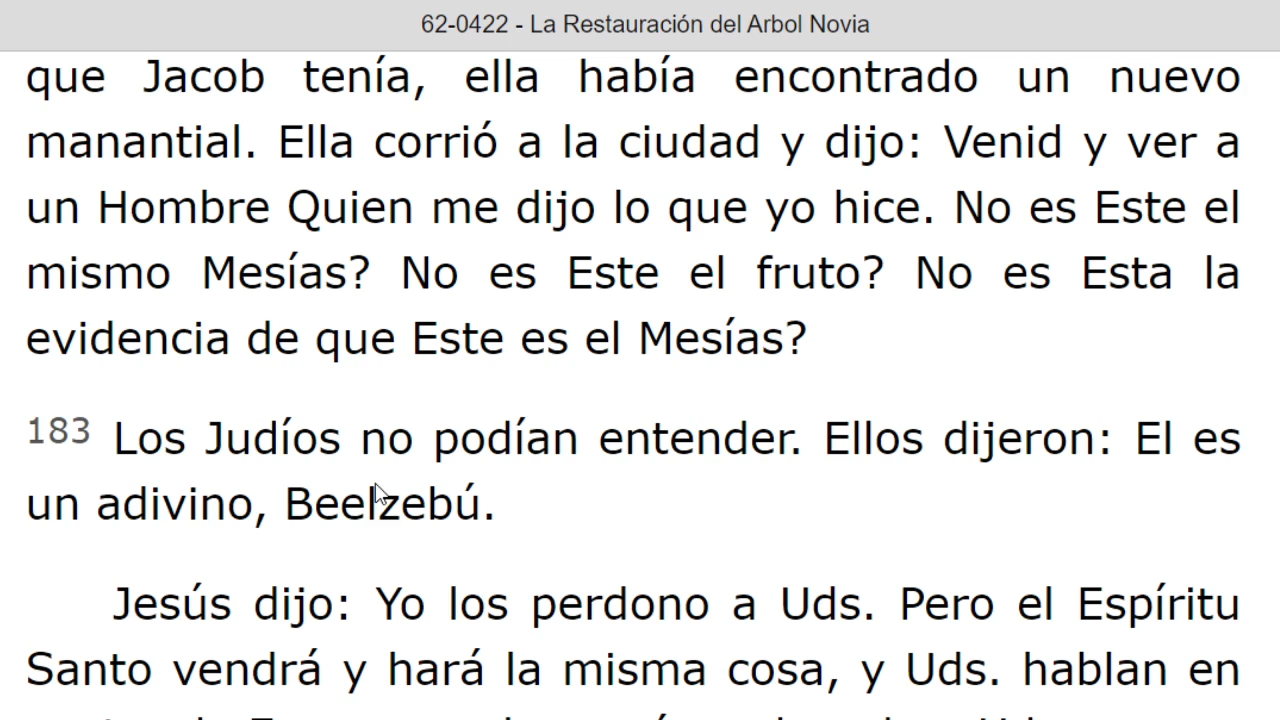 62-0422 - La Restauración del Arbol Novia
que Jacob tenía, ella había encontrado un nuevo
manantial. Ella corrió a la ciudad y dijo: Venid y ver a
un Hombre Quien me dijo lo que yo hice. No es Este el
mismo Mesías? No es Este el fruto? No es Esta la
evidencia de que Este es el Mesías?
183 Los Judíos no podían entender. Ellos dijeron: El es
un adivino, Beelzebú.
Jesús dijo: Yo los perdono a Uds. Pero el Espíritu
Santo vendrá y hará la misma cosa, y Uds. hablan en